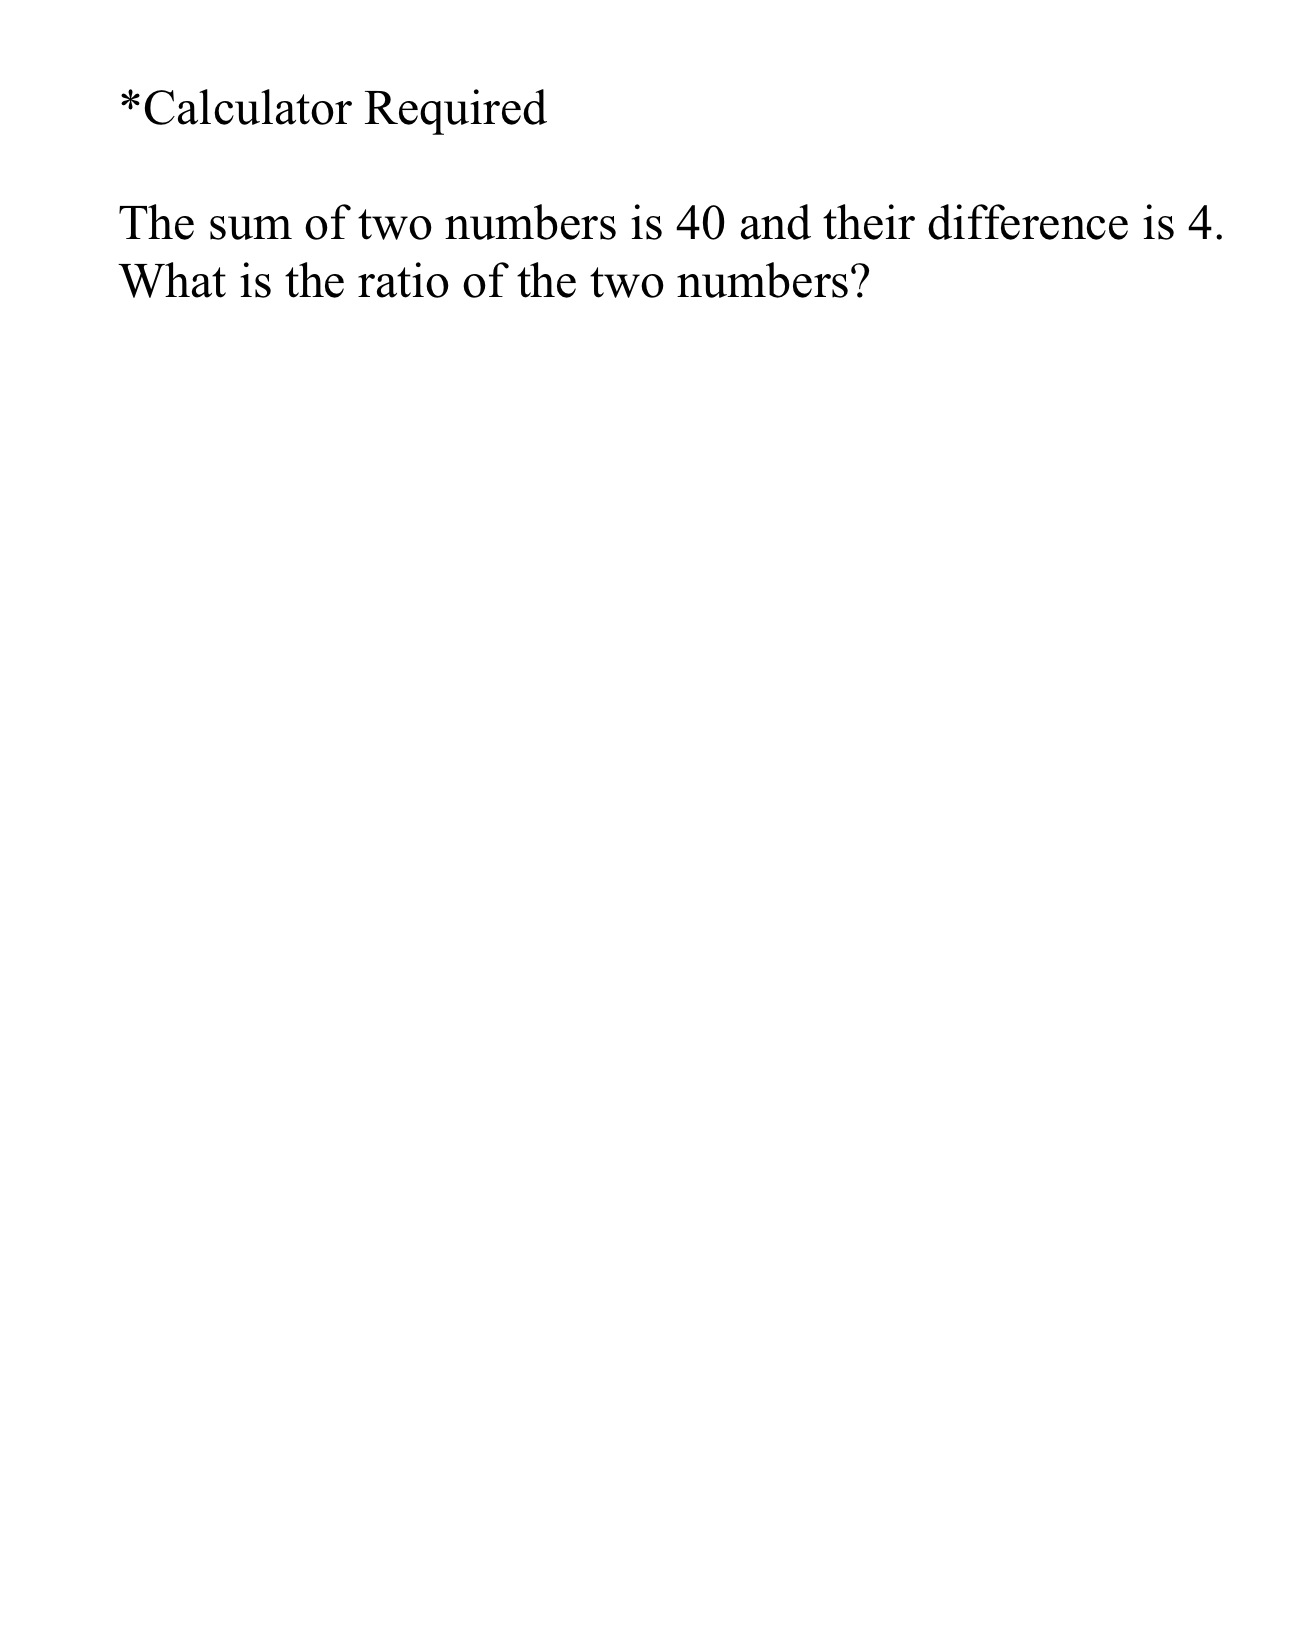 *Calculator Required
The sum of two numbers is 40 and their difference is 4.
What is the ratio of the two numbers?